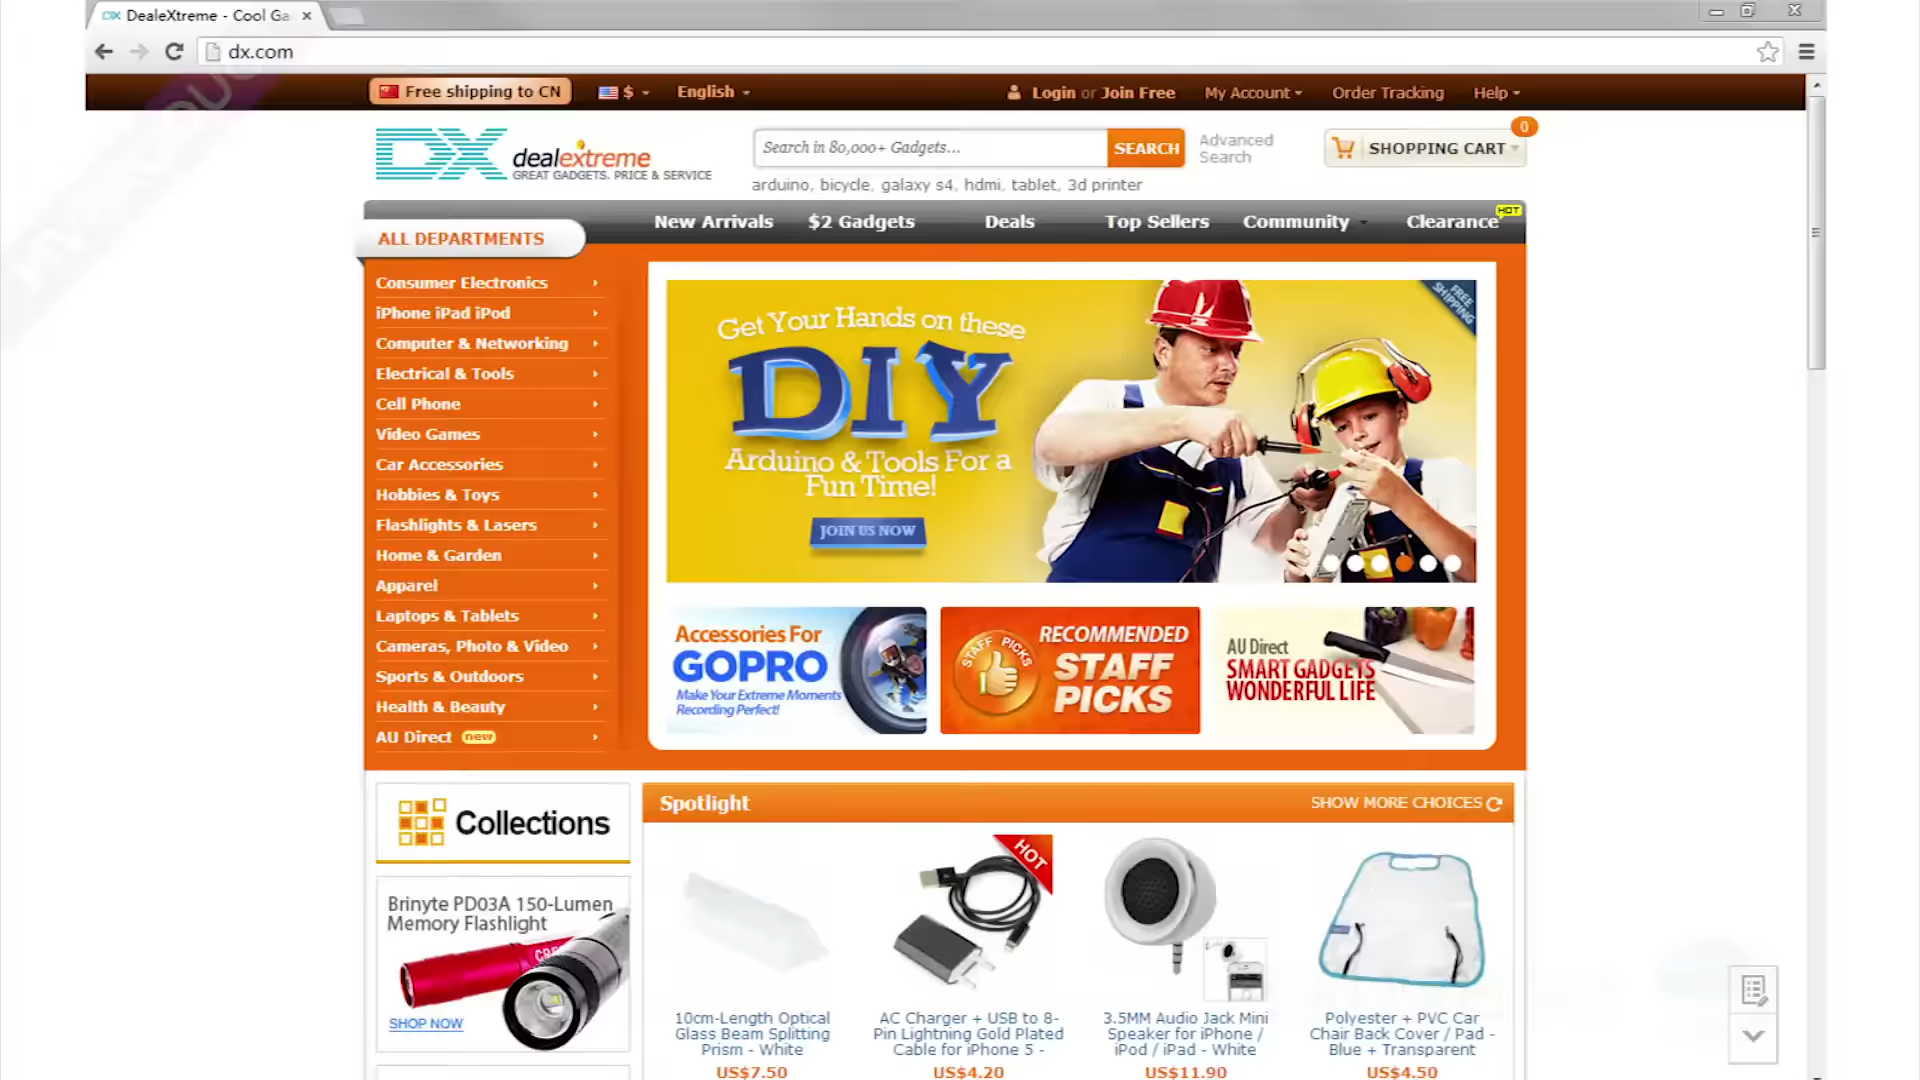 DX DealeXtreme - Cool Ga
dx.com
Free shipping to CN
$
English
Login or Join Free
My Account
Order Tracking
Help
DX dealextreme
GREAT GADGETS. PRICE & SERVICE
Search in 80,000+ Gadgets...
SEARCH
Advanced
Search
0
SHOPPING CART
arduino, bicycle, galaxy s4, hdmi, tablet, 3d printer
ALL DEPARTMENTS
New Arrivals
$2 Gadgets
Deals
Top Sellers
Community
Clearance
HOT
Consumer Electronics
iPhone iPad iPod
Computer & Networking
Electrical & Tools
Cell Phone
Video Games
Car Accessories
Hobbies & Toys
Flashlights & Lasers
Home & Garden
Apparel
Laptops & Tablets
Cameras, Photo & Video
Sports & Outdoors
Health & Beauty
AU Direct new
Get Your Hands on these
DIY
Arduino & Tools For a
Fun Time!
JOIN US NOW
FREE
SHIPPING
Accessories For
GOPRO
Make Your Extreme Moments
Recording Perfect!
STAFF PICKS
RECOMMENDED
STAFF
PICKS
AU Direct
SMART GADGETS
WONDERFUL LIFE
Collections
Brinyte PD03A 150-Lumen
Memory Flashlight
SHOP NOW
Spotlight
SHOW MORE CHOICES
HOT
10cm-Length Optical
Glass Beam Splitting
Prism - White
US$7.50
AC Charger + USB to 8-
Pin Lightning Gold Plated
Cable for iPhone 5 -
US$4.20
3.5MM Audio Jack Mini
Speaker for iPhone /
iPod / iPad - White
US$11.90
Polyester + PVC Car
Chair Back Cover / Pad -
Blue + Transparent
US$4.50